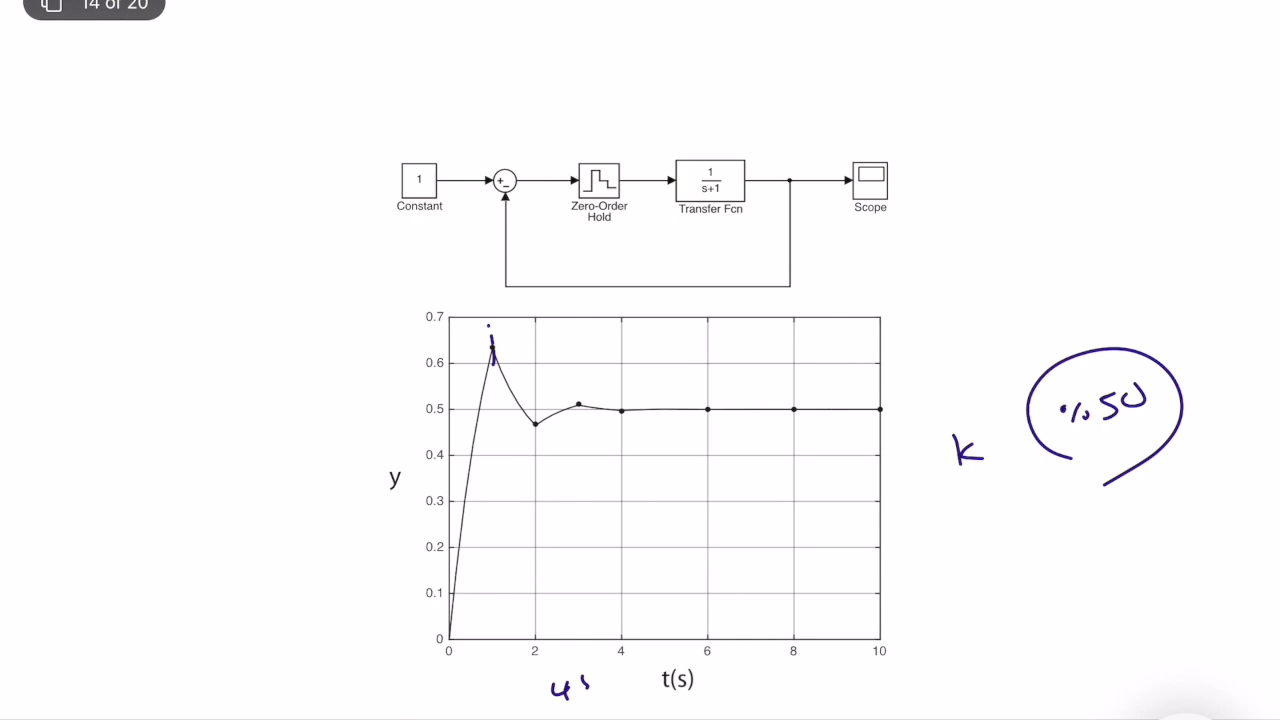 14 of 20
1
+
−
1
s+1
Constant
Zero-Order
Hold
Transfer Fcn
Scope
0.7
0.6
0.5
0.4
0.3
0.2
0.1
0
y
0 2 4 6 8 10
t(s)
4s
k
%50